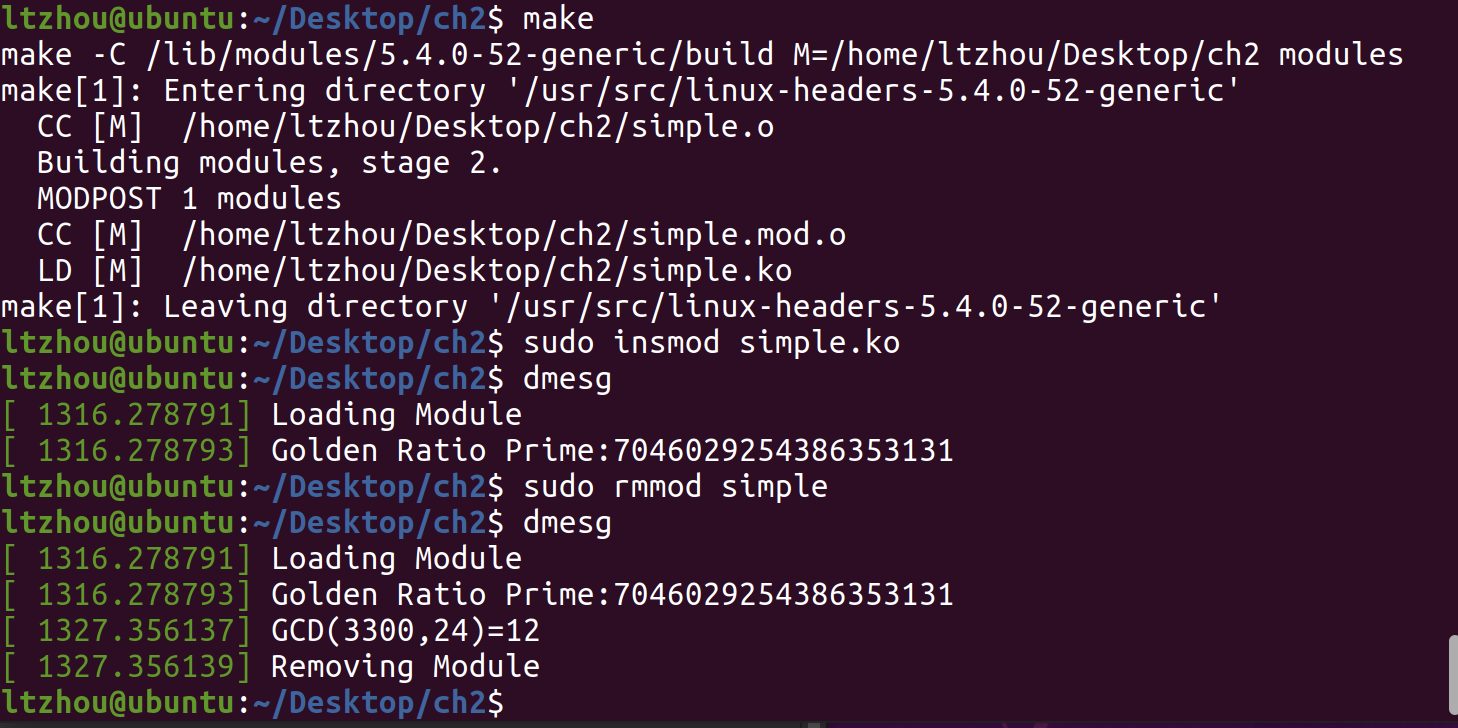 ltzhou@ubuntu:~/Desktop/ch2$ make
make -C /lib/modules/5.4.0-52-generic/build M=/home/ltzhou/Desktop/ch2 modules
make[1]: Entering directory '/usr/src/linux-headers-5.4.0-52-generic'
  CC [M]  /home/ltzhou/Desktop/ch2/simple.o
  Building modules, stage 2.
  MODPOST 1 modules
  CC [M]  /home/ltzhou/Desktop/ch2/simple.mod.o
  LD [M]  /home/ltzhou/Desktop/ch2/simple.ko
make[1]: Leaving directory '/usr/src/linux-headers-5.4.0-52-generic'
ltzhou@ubuntu:~/Desktop/ch2$ sudo insmod simple.ko
ltzhou@ubuntu:~/Desktop/ch2$ dmesg
[ 1316.278791] Loading Module
[ 1316.278793] Golden Ratio Prime:7046029254386353131
ltzhou@ubuntu:~/Desktop/ch2$ sudo rmmod simple
ltzhou@ubuntu:~/Desktop/ch2$ dmesg
[ 1316.278791] Loading Module
[ 1316.278793] Golden Ratio Prime:7046029254386353131
[ 1327.356137] GCD(3300,24)=12
[ 1327.356139] Removing Module
ltzhou@ubuntu:~/Desktop/ch2$